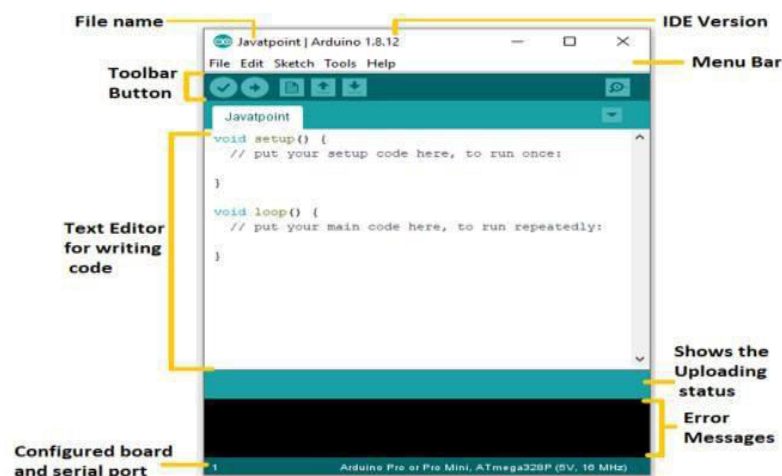 File name
IDE Version
Javatpoint | Arduino 1.8.12
File Edit Sketch Tools Help
Menu Bar
Toolbar
Button
Javatpoint
void setup() {
// put your setup code here, to run once:
}
void loop() {
// put your main code here, to run repeatedly:
}
Text Editor
for writing
code
Shows the
Uploading
status
Error
Messages
Configured board
and serial port
1
Arduino Pro or Pro Mini, ATmega328P (5V, 16 MHz)